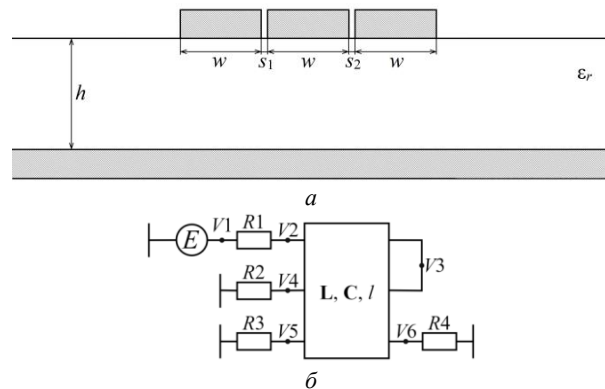 w s₁ w s₂ w
h
εᵣ
а
V1 R1 V2
E
V3
R2 V4
L, C, l
R3 V5
V6 R4
б